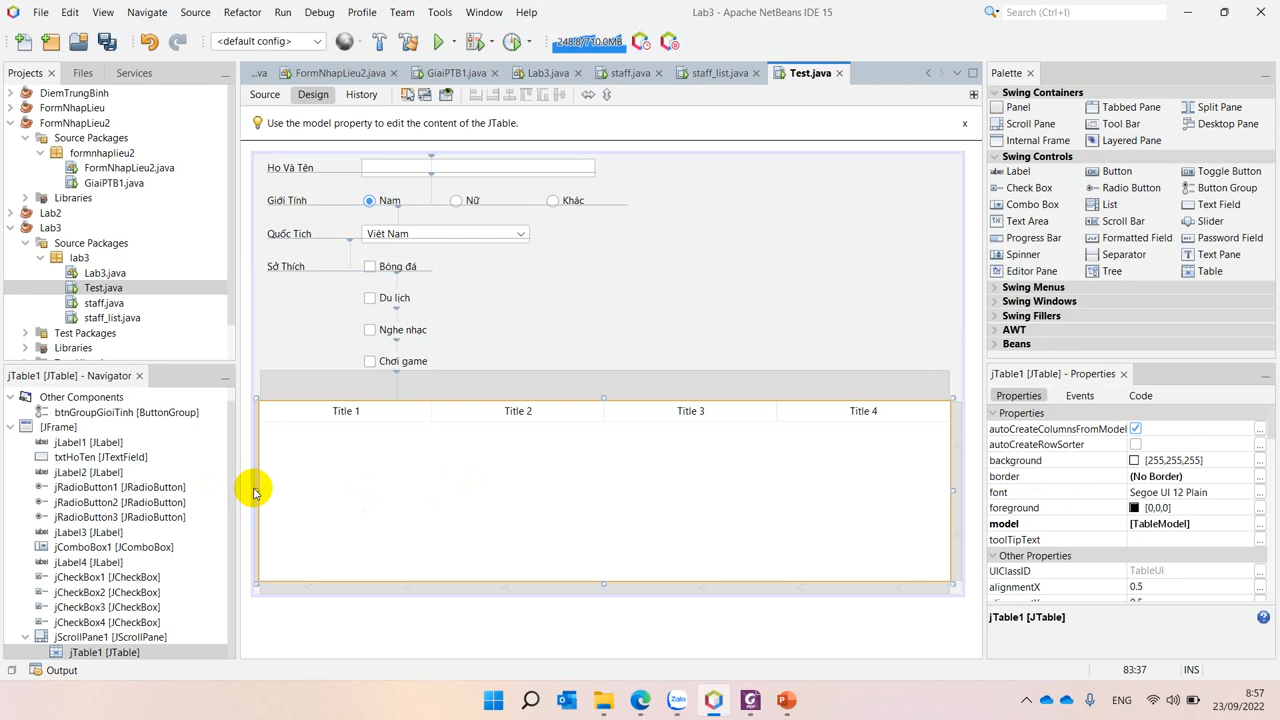 File Edit View Navigate Source Refactor Run Debug Profile Team Tools Window Help
Lab3 - Apache NetBeans IDE 15
Search (Ctrl+I)
<default config>
248.8/710.0MB
Projects Files Services
...va FormNhapLieu2.java GiaiPTB1.java Lab3.java staff.java staff_list.java Test.java
Palette
DiemTrungBinh
FormNhapLieu
FormNhapLieu2
Source Packages
formnhaplieu2
FormNhapLieu2.java
GiaiPTB1.java
Libraries
Lab2
Lab3
Source Packages
lab3
Lab3.java
Test.java
staff.java
staff_list.java
Test Packages
Libraries
Source Design History
Use the model property to edit the content of the JTable.
x
Họ Và Tên
Giới Tính Nam Nữ Khác
Quốc Tịch Việt Nam
Sở Thích Bóng đá
Du lịch
Nghe nhạc
Chơi game
Title 1 Title 2 Title 3 Title 4
Swing Containers
Panel Tabbed Pane Split Pane
Scroll Pane Tool Bar Desktop Pane
Internal Frame Layered Pane
Swing Controls
Label Button Toggle Button
Check Box Radio Button Button Group
Combo Box List Text Field
Text Area Scroll Bar Slider
Progress Bar Formatted Field Password Field
Spinner Separator Text Pane
Editor Pane Tree Table
Swing Menus
Swing Windows
Swing Fillers
AWT
Beans
jTable1 [JTable] - Navigator
Other Components
btnGroupGioiTinh [ButtonGroup]
[JFrame]
jLabel1 [JLabel]
txtHoTen [JTextField]
jLabel2 [JLabel]
jRadioButton1 [JRadioButton]
jRadioButton2 [JRadioButton]
jRadioButton3 [JRadioButton]
jLabel3 [JLabel]
jComboBox1 [JComboBox]
jLabel4 [JLabel]
jCheckBox1 [JCheckBox]
jCheckBox2 [JCheckBox]
jCheckBox3 [JCheckBox]
jCheckBox4 [JCheckBox]
jScrollPane1 [JScrollPane]
jTable1 [JTable]
jTable1 [JTable] - Properties
Properties Events Code
Properties
autoCreateColumnsFromModel ...
autoCreateRowSorter ...
background [255,255,255] ...
border (No Border) ...
font Segoe UI 12 Plain ...
foreground [0,0,0] ...
model [TableModel] ...
toolTipText ...
Other Properties
UIClassID TableUI ...
alignmentX 0.5 ...
jTable1 [JTable]
Output
83:37 INS
ENG
8:57
23/09/2022